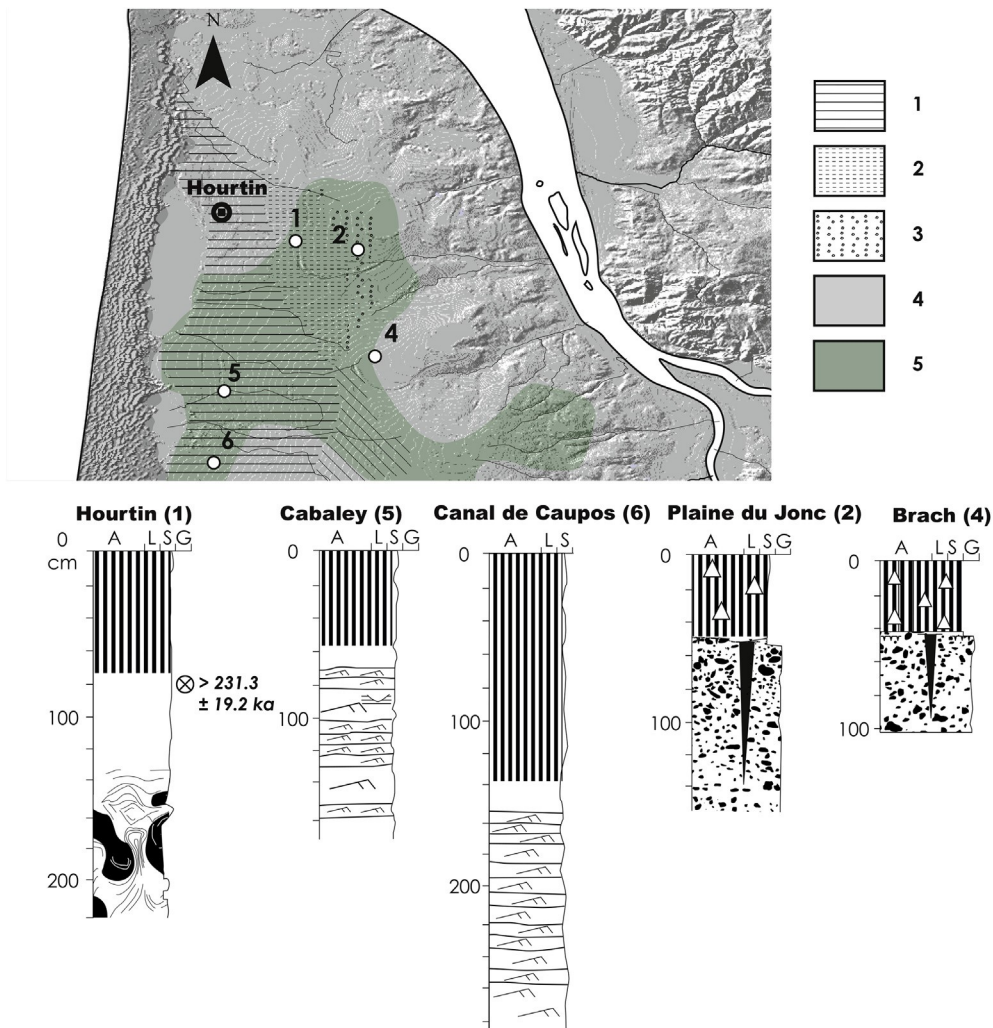 N
Hourtin
1
2
4
5
6
1
2
3
4
5
Hourtin (1)
0
cm
A L S G
> 231.3
± 19.2 ka
100
200
Cabaley (5)
0
A L S G
100
Canal de Caupos (6)
0
A L S
100
200
Plaine du Jonc (2)
0
A L S G
100
Brach (4)
0
A L S G
100